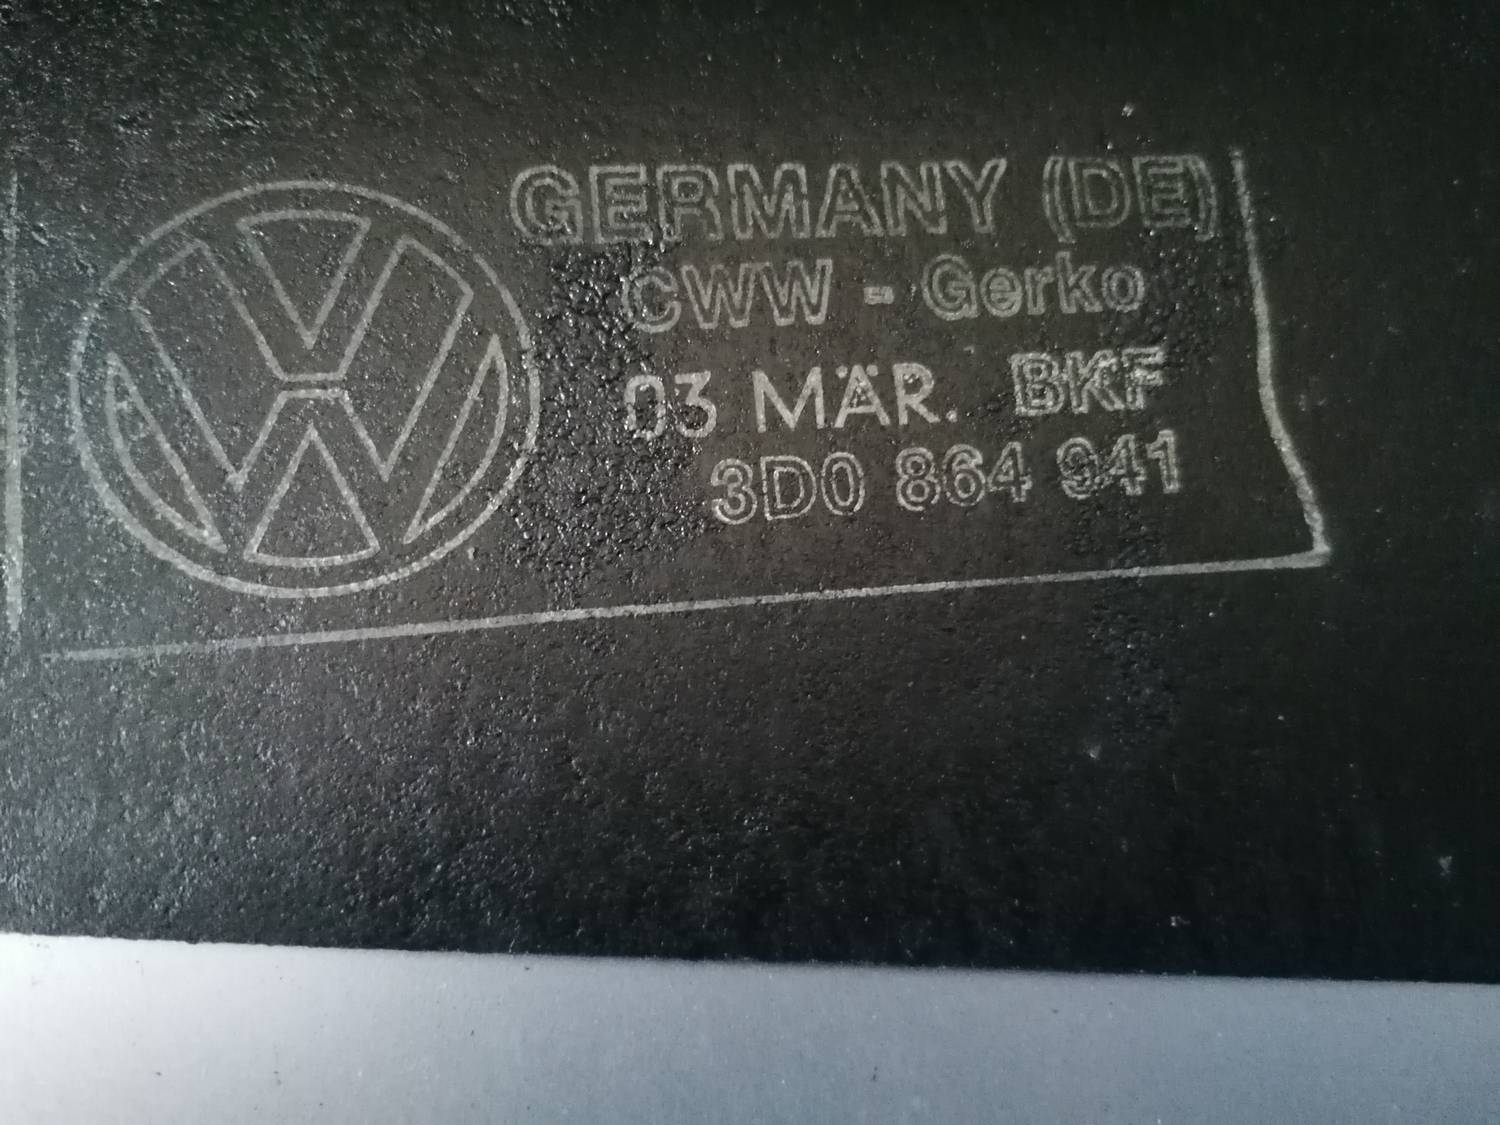 GERMANY (DE)
CWW - Gerko
03 MÄR. BKF
3D0 864 941